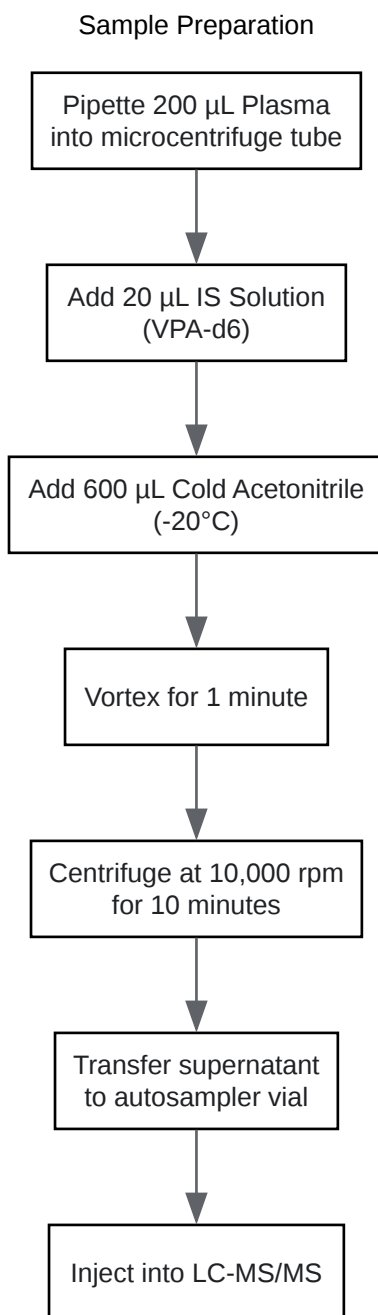 Sample Preparation
Pipette 200 µL Plasma
into microcentrifuge tube
Add 20 µL IS Solution
(VPA-d6)
Add 600 µL Cold Acetonitrile
(-20°C)
Vortex for 1 minute
Centrifuge at 10,000 rpm
for 10 minutes
Transfer supernatant
to autosampler vial
Inject into LC-MS/MS